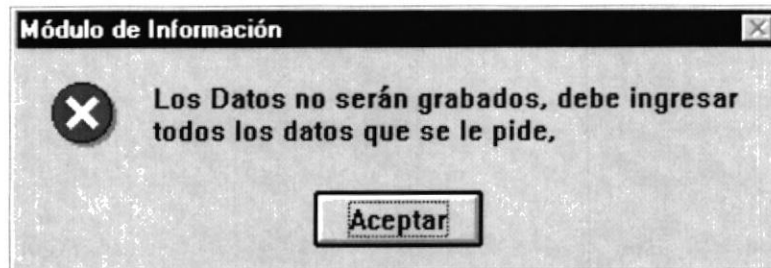 Módulo de Información
Los Datos no serán grabados, debe ingresar
todos los datos que se le pide,
Aceptar